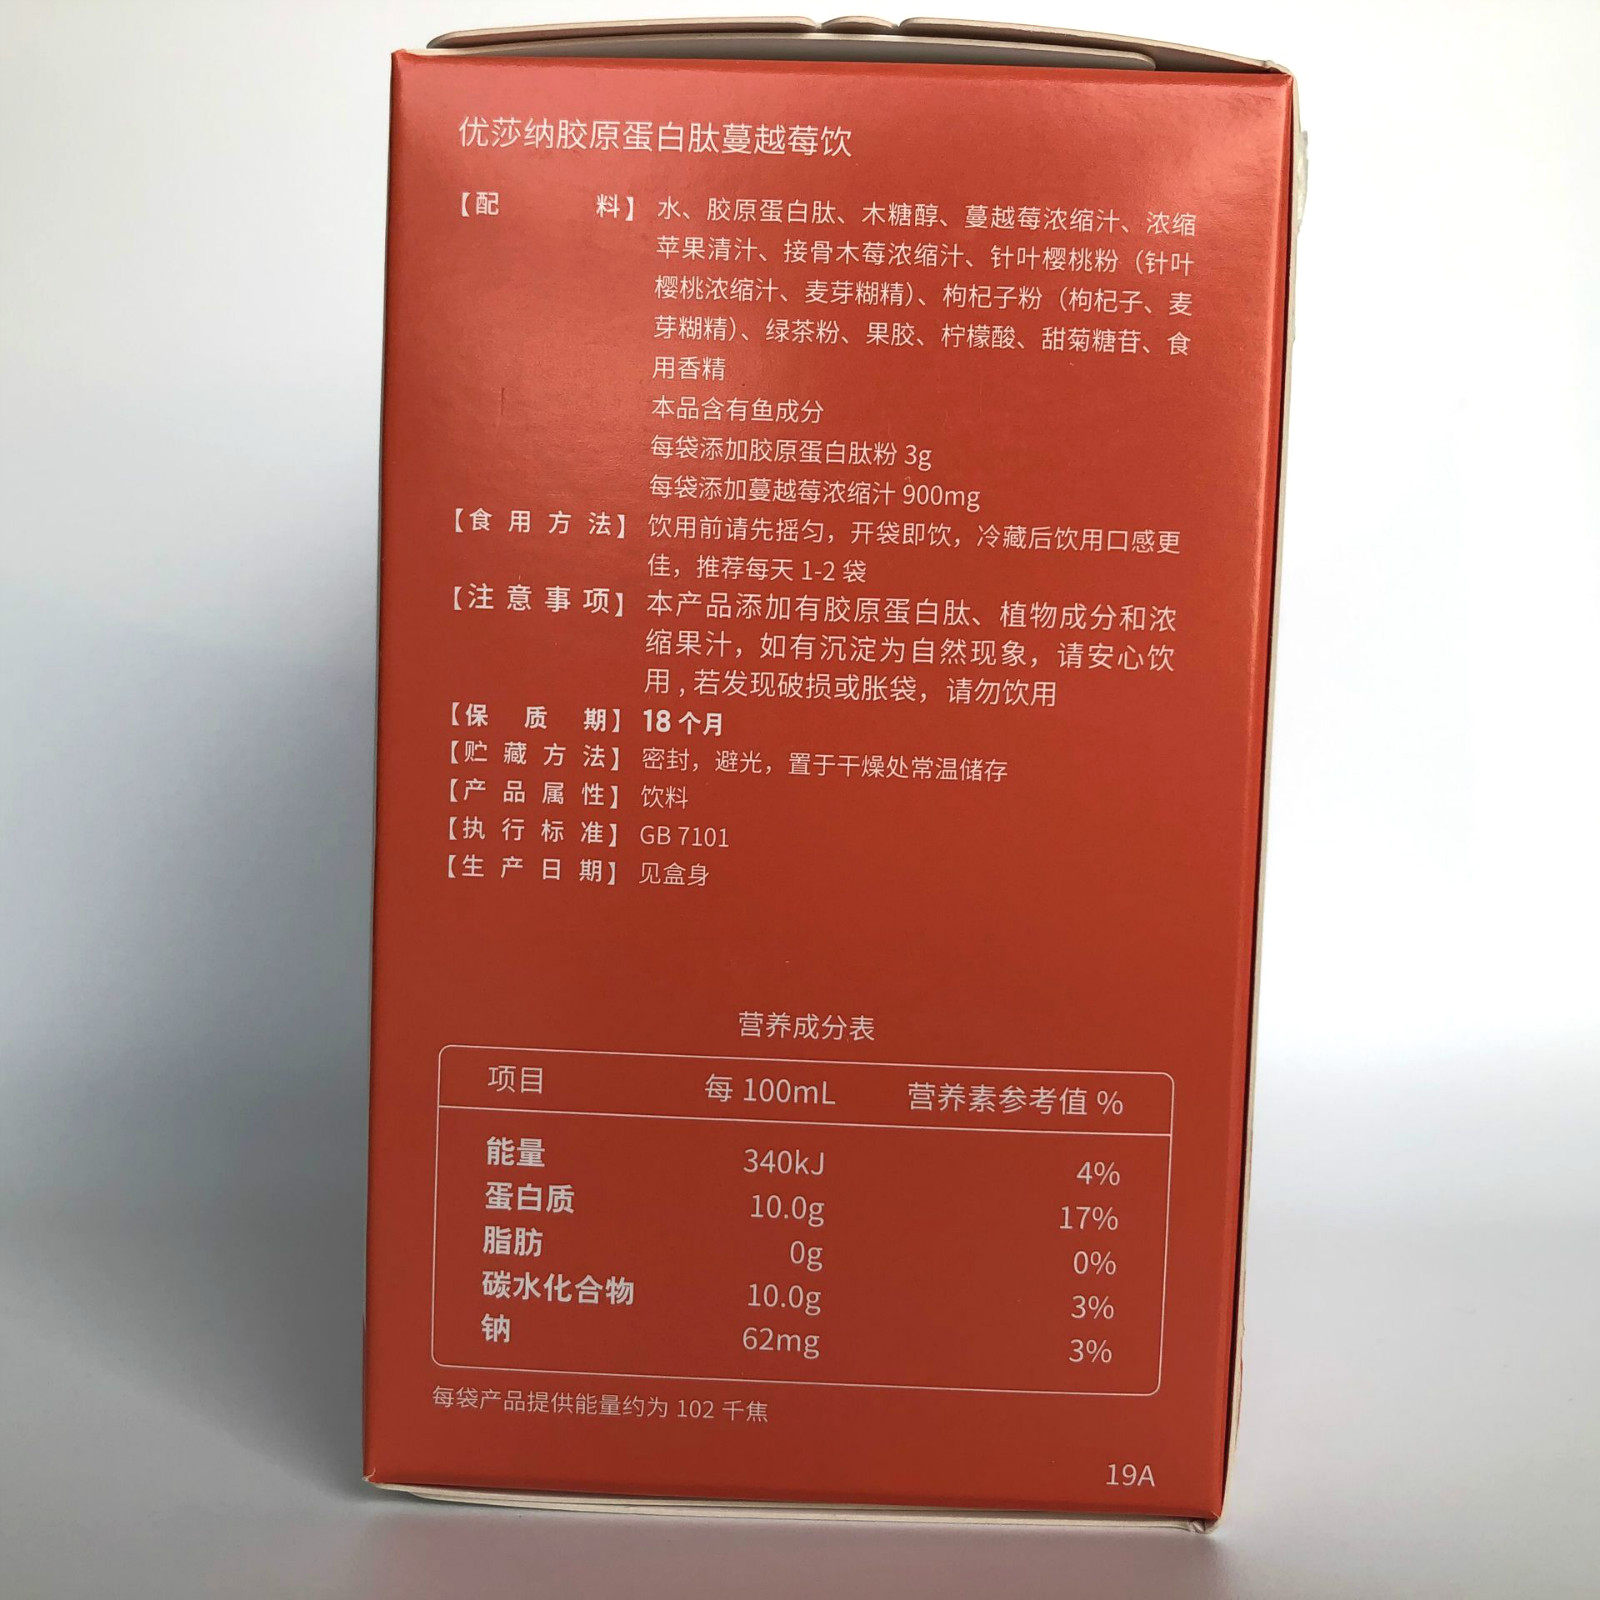 优莎纳胶原蛋白肽蔓越莓饮
【配 料】水、胶原蛋白肽、木糖醇、蔓越莓浓缩汁、浓缩
苹果清汁、接骨木莓浓缩汁、针叶樱桃粉（针叶
樱桃浓缩汁、麦芽糊精）、枸杞子粉（枸杞子、麦
芽糊精）、绿茶粉、果胶、柠檬酸、甜菊糖苷、食
用香精
本品含有鱼成分
每袋添加胶原蛋白肽粉 3g
每袋添加蔓越莓浓缩汁 900mg
【食用方法】饮用前请先摇匀，开袋即饮，冷藏后饮用口感更
佳，推荐每天 1-2 袋
【注意事项】本产品添加有胶原蛋白肽、植物成分和浓
缩果汁，如有沉淀为自然现象，请安心饮
用 , 若发现破损或胀袋，请勿饮用
【保 质 期】18 个月
【贮藏方法】密封，避光，置于干燥处常温储存
【产品属性】饮料
【执行标准】GB 7101
【生产日期】见盒身
营养成分表
项目 每 100mL 营养素参考值 %
能量 340kJ 4%
蛋白质 10.0g 17%
脂肪 0g 0%
碳水化合物 10.0g 3%
钠 62mg 3%
每袋产品提供能量约为 102 千焦
19A